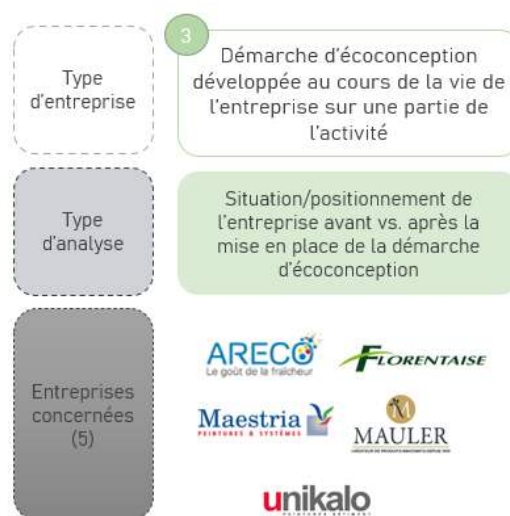 3
Type
d'entreprise
Démarche d'écoconception
développée au cours de la vie de
l'entreprise sur une partie de
l'activité
Type
d'analyse
Situation/positionnement de
l'entreprise avant vs. après la
mise en place de la démarche
d'écoconception
Entreprises
concernées
(5)
ARECO
Le goût de la fraîcheur
FLORENTAISE
Maestria
PEINTURES & SYSTÈMES
M
MAULER
unikalo